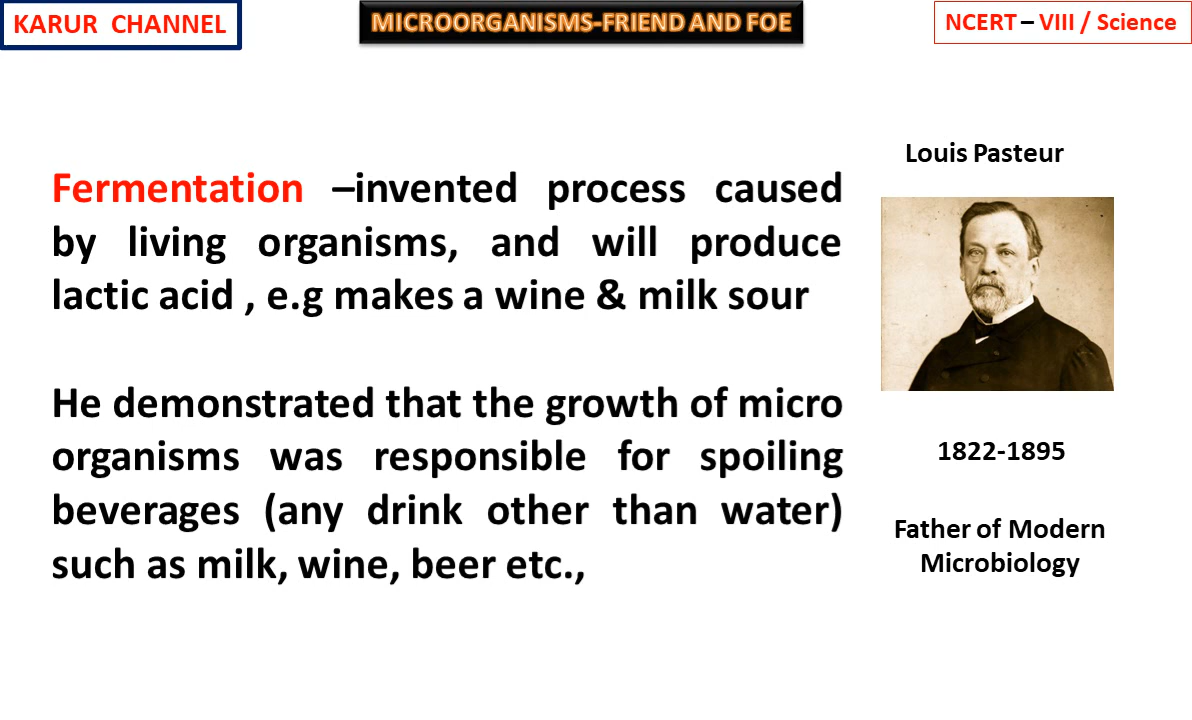 KARUR CHANNEL
MICROORGANISMS-FRIEND AND FOE
NCERT – VIII / Science
Louis Pasteur
Fermentation –invented process caused
by living organisms, and will produce
lactic acid , e.g makes a wine & milk sour
He demonstrated that the growth of micro
organisms was responsible for spoiling
beverages (any drink other than water)
such as milk, wine, beer etc.,
1822-1895
Father of Modern
Microbiology